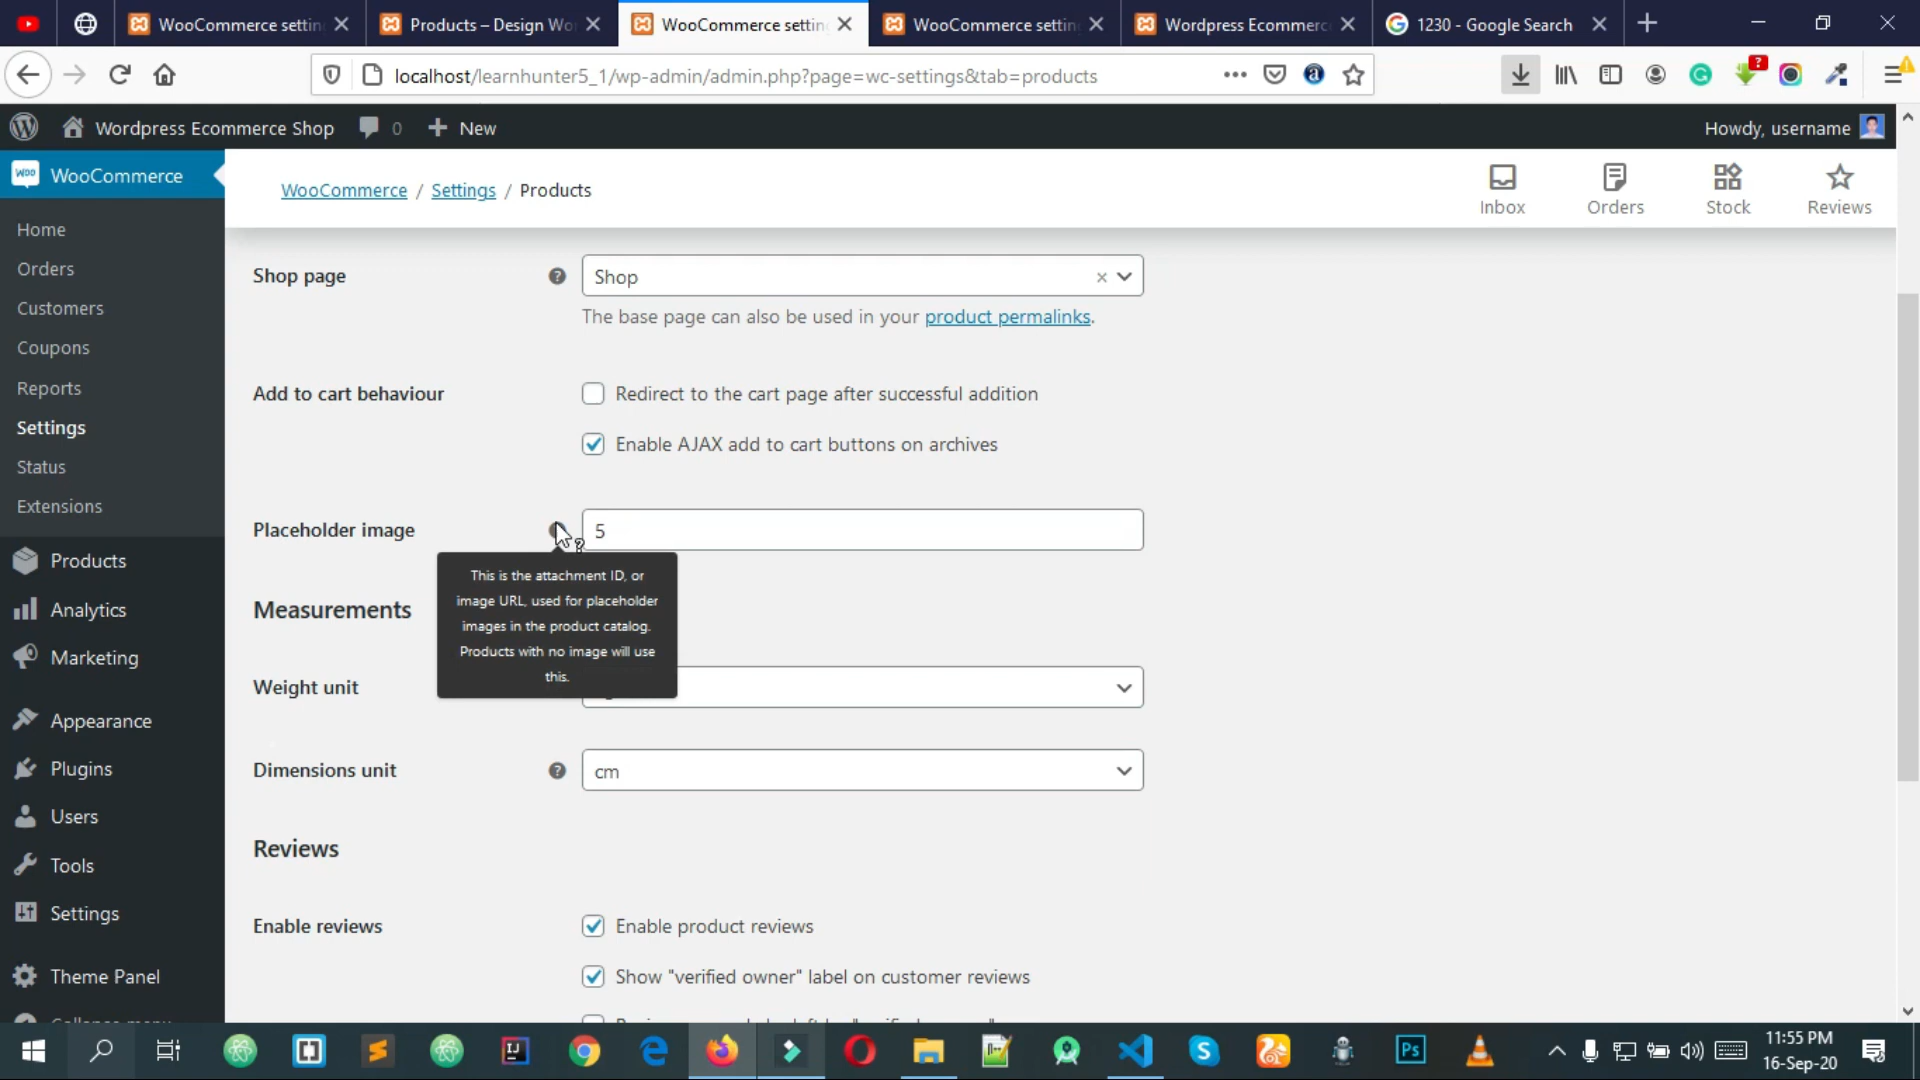 WooCommerce settin
Products – Design Wo
WooCommerce settin
WooCommerce settin
Wordpress Ecommerc
1230 - Google Search
localhost/learnhunter5_1/wp-admin/admin.php?page=wc-settings&tab=products
Wordpress Ecommerce Shop
0
New
Howdy, username
WooCommerce
Home
Orders
Customers
Coupons
Reports
Settings
Status
Extensions
Products
Analytics
Marketing
Appearance
Plugins
Users
Tools
Settings
Theme Panel
WooCommerce / Settings / Products
Inbox
Orders
Stock
Reviews
Shop page
Shop
The base page can also be used in your product permalinks.
Add to cart behaviour
Redirect to the cart page after successful addition
Enable AJAX add to cart buttons on archives
Placeholder image
5
This is the attachment ID, or
image URL, used for placeholder
images in the product catalog.
Products with no image will use
this.
Measurements
Weight unit
Dimensions unit
cm
Reviews
Enable reviews
Enable product reviews
Show "verified owner" label on customer reviews
Ps
11:55 PM
16-Sep-20